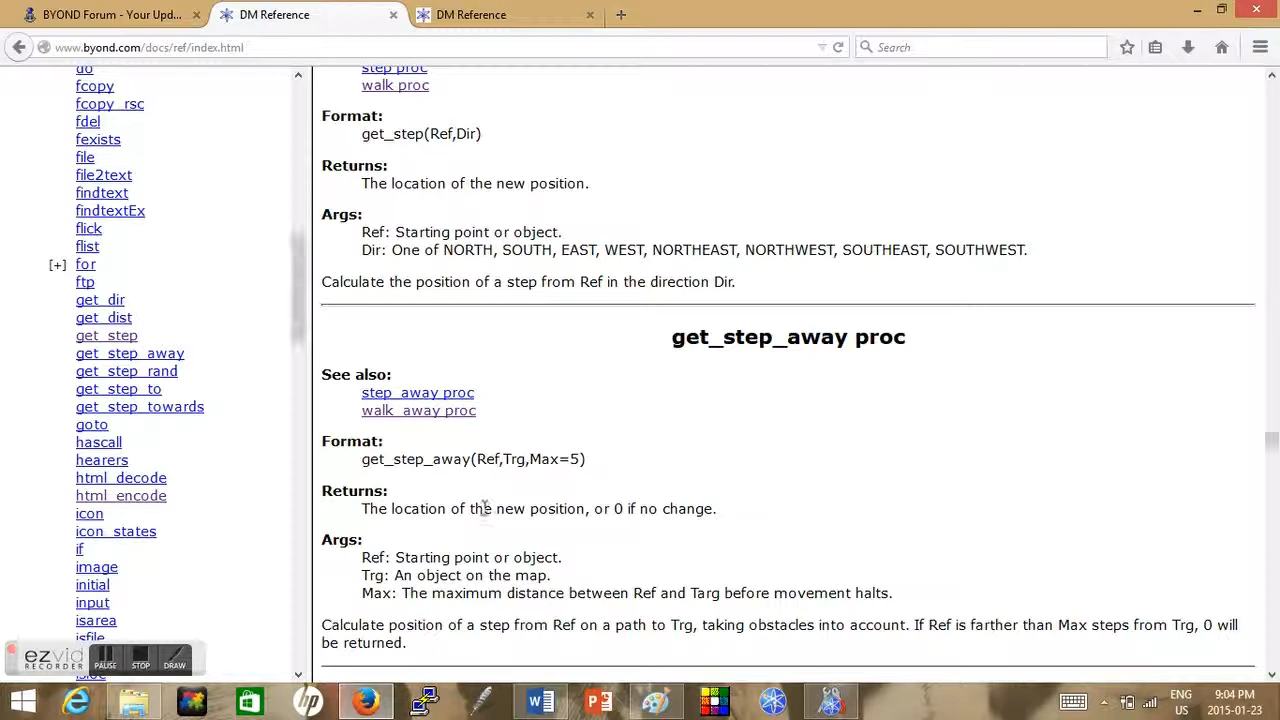 BYOND Forum - Your Upd... ×
DM Reference ×
DM Reference ×
www.byond.com/docs/ref/index.html
Search
do
fcopy
fcopy_rsc
fdel
fexists
file
file2text
findtext
findtextEx
flick
flist
[+] for
ftp
get_dir
get_dist
get_step
get_step_away
get_step_rand
get_step_to
get_step_towards
goto
hascall
hearers
html_decode
html_encode
icon
icon_states
if
image
initial
input
isarea
isfile
isloc
step proc
walk proc
Format:
get_step(Ref,Dir)
Returns:
The location of the new position.
Args:
Ref: Starting point or object.
Dir: One of NORTH, SOUTH, EAST, WEST, NORTHEAST, NORTHWEST, SOUTHEAST, SOUTHWEST.
Calculate the position of a step from Ref in the direction Dir.
get_step_away proc
See also:
step_away proc
walk_away proc
Format:
get_step_away(Ref,Trg,Max=5)
Returns:
The location of the new position, or 0 if no change.
Args:
Ref: Starting point or object.
Trg: An object on the map.
Max: The maximum distance between Ref and Targ before movement halts.
Calculate position of a step from Ref on a path to Trg, taking obstacles into account. If Ref is farther than Max steps from Trg, 0 will
be returned.
ezvid
RECORDER
PAUSE
STOP
DRAW
ENG
US
9:04 PM
2015-01-23